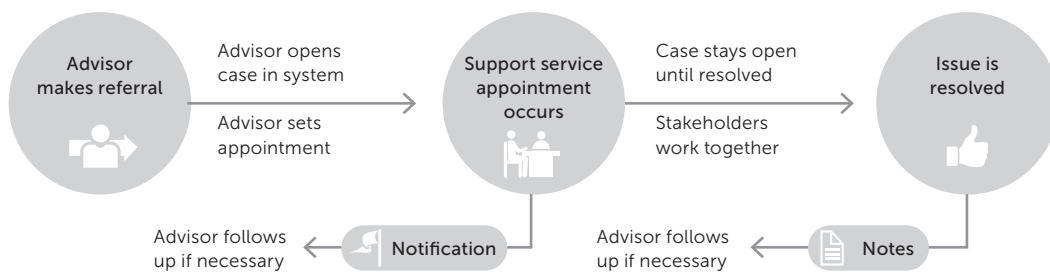 Advisor
makes referral
Advisor opens
case in system
Advisor sets
appointment
Support service
appointment
occurs
Case stays open
until resolved
Stakeholders
work together
Issue is
resolved
Advisor follows
up if necessary
Notification
Advisor follows
up if necessary
Notes